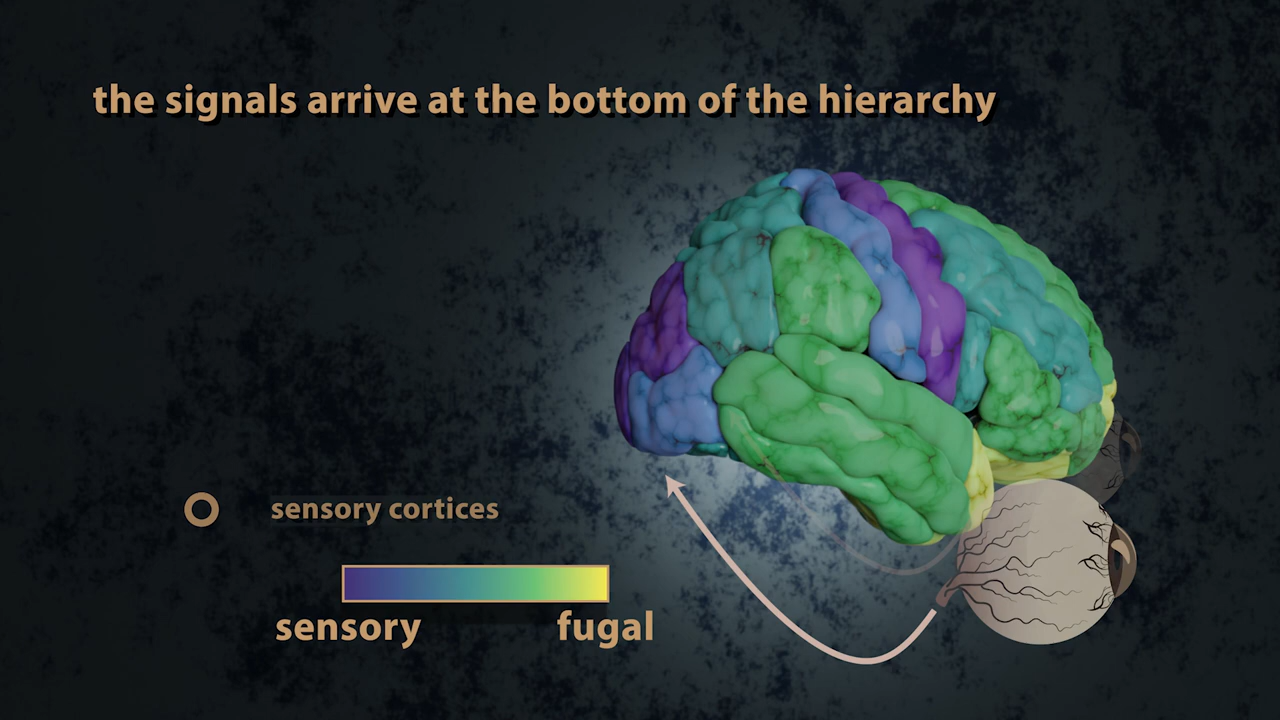 the signals arrive at the bottom of the hierarchy
sensory cortices
sensory fugal